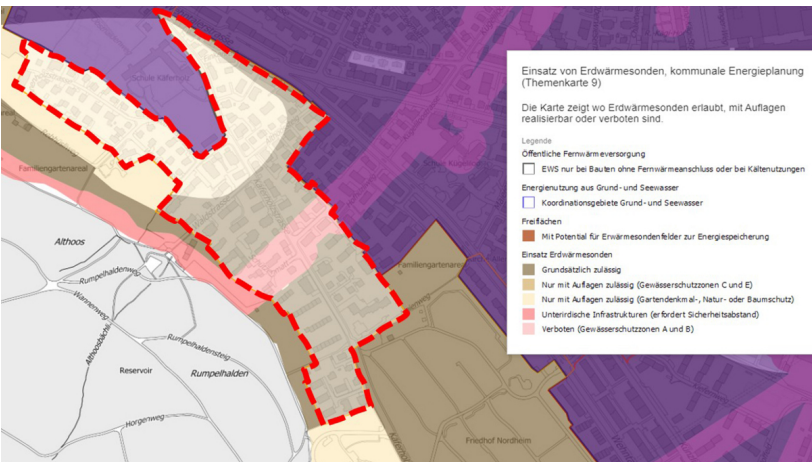 Einsatz von Erdwärmesonden, kommunale Energieplanung
(Themenkarte 9)
Die Karte zeigt wo Erdwärmesonden erlaubt, mit Auflagen
realisierbar oder verboten sind.
Legende
Öffentliche Fernwärmeversorgung
EWS nur bei Bauten ohne Fernwärmeanschluss oder bei Kältenutzungen
Energienutzung aus Grund- und Seewasser
Koordinationsgebiete Grund- und Seewasser
Freiflächen
Mit Potential für Erwärmesondenfelder zur Energiespeicherung
Einsatz Erdwärmesonden
Grundsätzlich zulässig
Nur mit Auflagen zulässig (Gewässerschutzzonen C und E)
Nur mit Auflagen zulässig (Gartendenkmal-, Natur- oder Baumschutz)
Unterirdische Infrastrukturen (erfordert Sicherheitsabstand)
Verboten (Gewässerschutzzonen A und B)
Schule Käferholz
Familiengartenareal
Althoos
Rumpelhaldenweg
Wannenweg
Althoosbächli
Rumpelhaldensteig
Reservoir
Rumpelhalden
Horgenweg
Familiengartenareal
Friedhof Nordheim